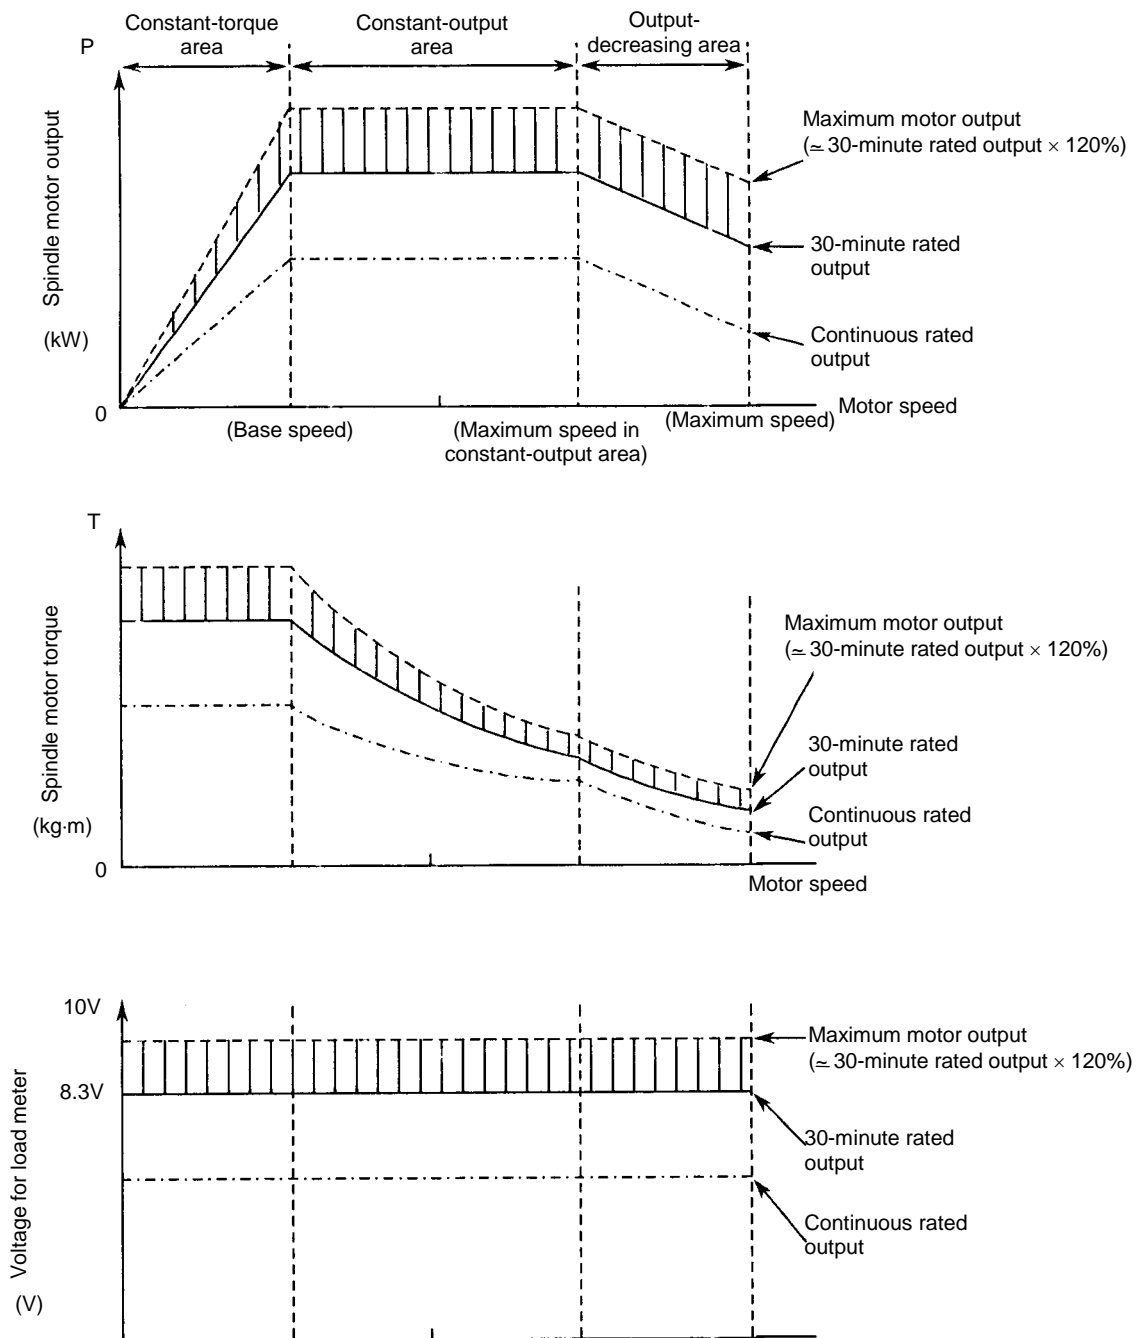 Constant-torque
area
Constant-output
area
Output-
decreasing area
P
Spindle motor output
(kW)
0
Maximum motor output
(≃ 30-minute rated output × 120%)
30-minute rated
output
Continuous rated
output
Motor speed
(Base speed)
(Maximum speed in
constant-output area)
(Maximum speed)
T
Spindle motor torque
(kg·m)
0
Maximum motor output
(≃ 30-minute rated output × 120%)
30-minute rated
output
Continuous rated
output
Motor speed
10V
8.3V
Voltage for load meter
(V)
Maximum motor output
(≃ 30-minute rated output × 120%)
30-minute rated
output
Continuous rated
output